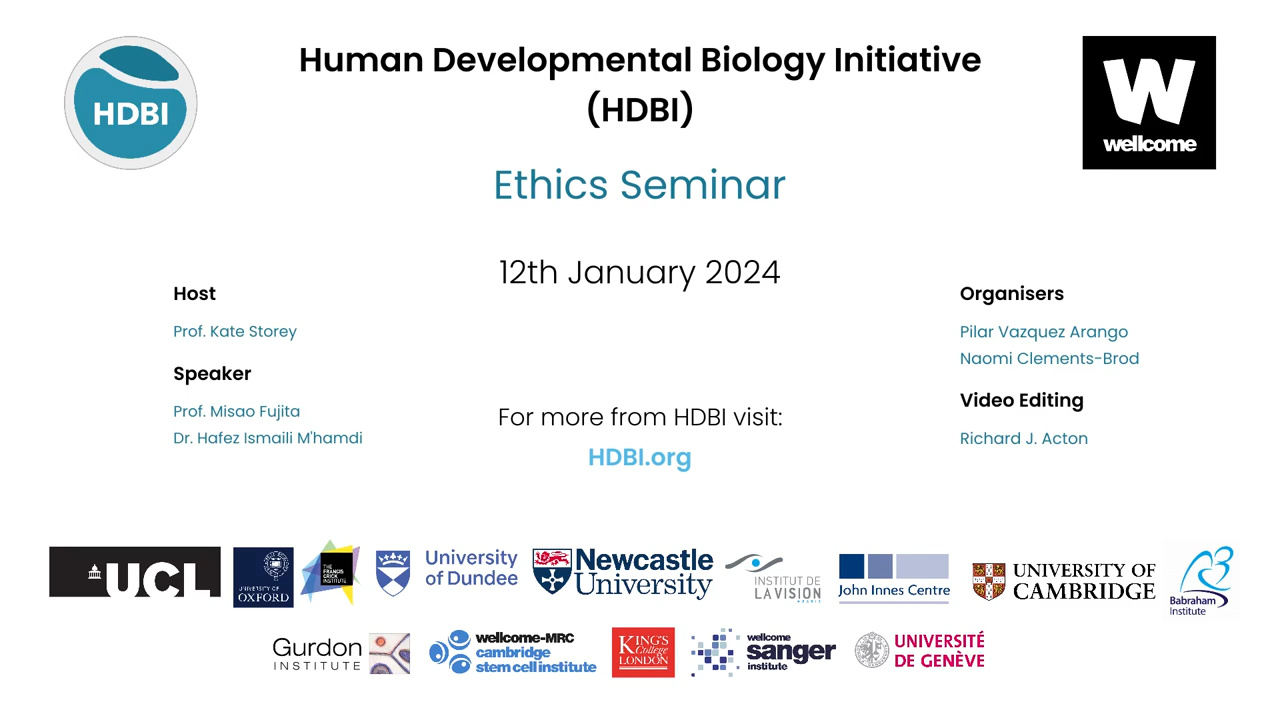 HDBI
Human Developmental Biology Initiative
(HDBI)
W
wellcome
Ethics Seminar
12th January 2024
Host
Prof. Kate Storey
Speaker
Prof. Misao Fujita
Dr. Hafez Ismaili M'hamdi
For more from HDBI visit:
HDBI.org
Organisers
Pilar Vazquez Arango
Naomi Clements-Brod
Video Editing
Richard J. Acton
UCL
UNIVERSITY OF
OXFORD
THE
FRANCIS
CRICK
INSTITUTE
University
of Dundee
Newcastle
University
INSTITUT DE
LA VISION
PARIS
John Innes Centre
UNIVERSITY OF
CAMBRIDGE
Babraham
Institute
Gurdon
INSTITUTE
wellcome-MRC
cambridge
stem cell institute
KING'S
College
LONDON
wellcome
sanger
institute
UNIVERSITÉ
DE GENÈVE